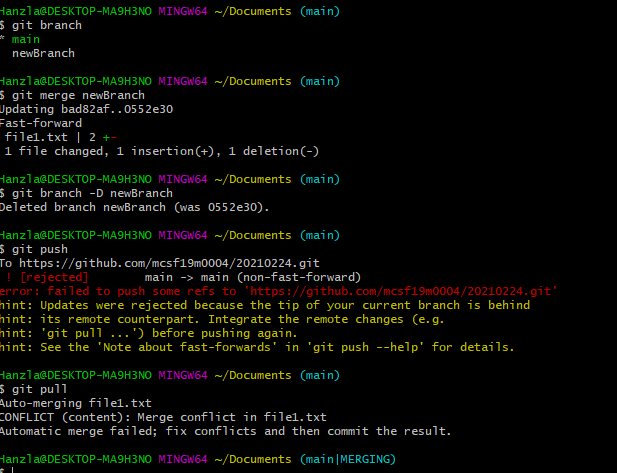 Hanzla@DESKTOP-MA9H3NO MINGW64 ~/Documents (main)
$ git branch
* main
  newBranch
Hanzla@DESKTOP-MA9H3NO MINGW64 ~/Documents (main)
$ git merge newBranch
Updating bad82af..0552e30
Fast-forward
 file1.txt | 2 +-
 1 file changed, 1 insertion(+), 1 deletion(-)
Hanzla@DESKTOP-MA9H3NO MINGW64 ~/Documents (main)
$ git branch -D newBranch
Deleted branch newBranch (was 0552e30).
Hanzla@DESKTOP-MA9H3NO MINGW64 ~/Documents (main)
$ git push
To https://github.com/mcsf19m0004/20210224.git
 ! [rejected]        main -> main (non-fast-forward)
error: failed to push some refs to 'https://github.com/mcsf19m0004/20210224.git'
hint: Updates were rejected because the tip of your current branch is behind
hint: its remote counterpart. Integrate the remote changes (e.g.
hint: 'git pull ...') before pushing again.
hint: See the 'Note about fast-forwards' in 'git push --help' for details.
Hanzla@DESKTOP-MA9H3NO MINGW64 ~/Documents (main)
$ git pull
Auto-merging file1.txt
CONFLICT (content): Merge conflict in file1.txt
Automatic merge failed; fix conflicts and then commit the result.
Hanzla@DESKTOP-MA9H3NO MINGW64 ~/Documents (main|MERGING)
$